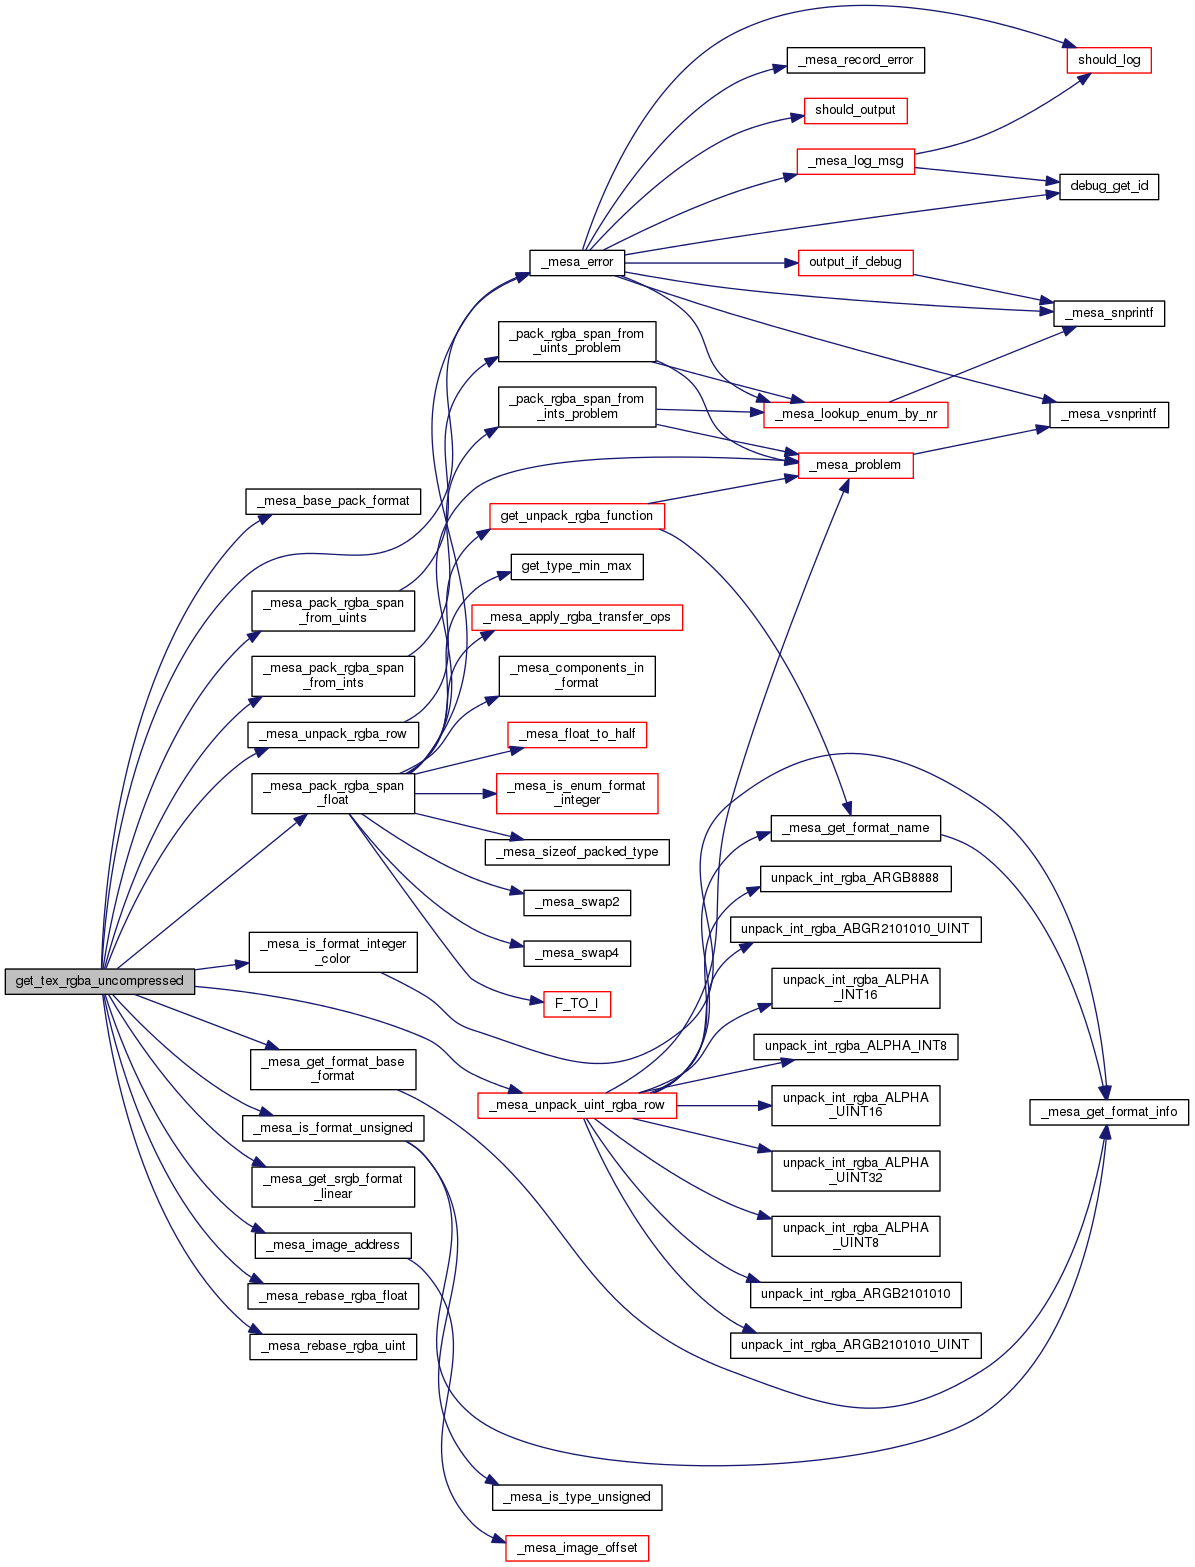 should_log
_mesa_record_error
should_output
_mesa_log_msg
debug_get_id
_mesa_error
output_if_debug
_mesa_snprintf
_pack_rgba_span_from
_uints_problem
_pack_rgba_span_from
_ints_problem
_mesa_lookup_enum_by_nr
_mesa_vsnprintf
_mesa_problem
_mesa_base_pack_format
get_unpack_rgba_function
get_type_min_max
_mesa_pack_rgba_span
_from_uints
_mesa_apply_rgba_transfer_ops
_mesa_pack_rgba_span
_from_ints
_mesa_components_in
_format
_mesa_unpack_rgba_row
_mesa_float_to_half
_mesa_pack_rgba_span
_float
_mesa_is_enum_format
_integer
_mesa_get_format_name
_mesa_sizeof_packed_type
unpack_int_rgba_ARGB8888
_mesa_swap2
unpack_int_rgba_ABGR2101010_UINT
_mesa_is_format_integer
_color
_mesa_swap4
get_tex_rgba_uncompressed
unpack_int_rgba_ALPHA
_INT16
F_TO_I
unpack_int_rgba_ALPHA_INT8
_mesa_get_format_base
_format
_mesa_unpack_uint_rgba_row
unpack_int_rgba_ALPHA
_UINT16
_mesa_get_format_info
_mesa_is_format_unsigned
unpack_int_rgba_ALPHA
_UINT32
_mesa_get_srgb_format
_linear
unpack_int_rgba_ALPHA
_UINT8
_mesa_image_address
_mesa_rebase_rgba_float
unpack_int_rgba_ARGB2101010
_mesa_rebase_rgba_uint
unpack_int_rgba_ARGB2101010_UINT
_mesa_is_type_unsigned
_mesa_image_offset